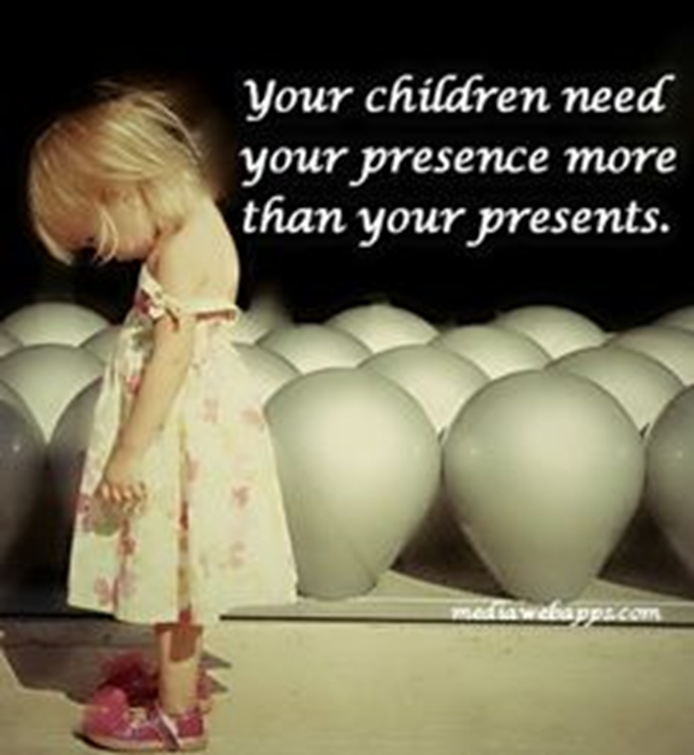 Your children need
your presence more
than your presents.
mediawebapps.com